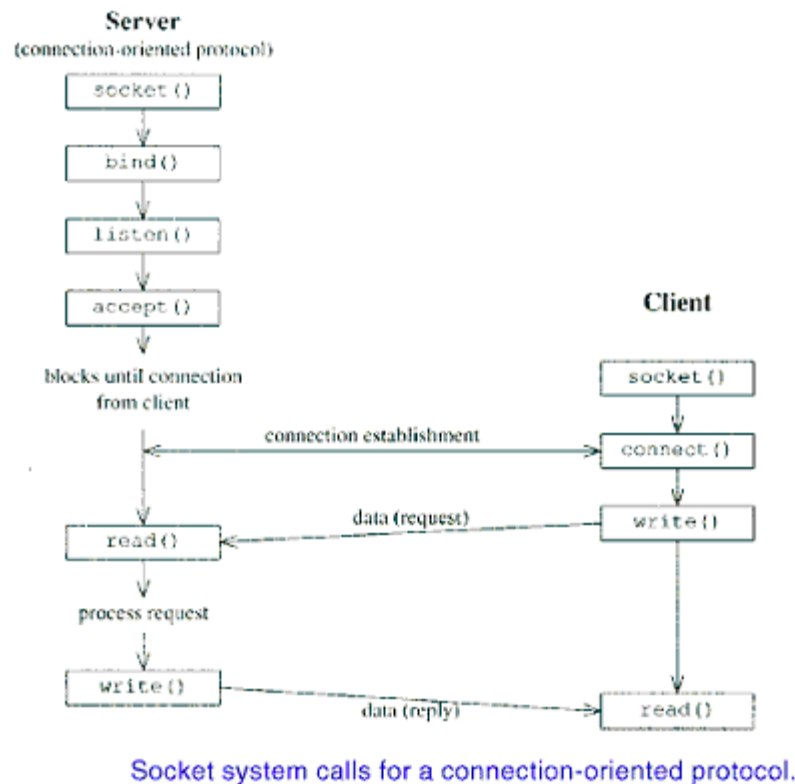 Server
(connection-oriented protocol)
socket()
bind()
listen()
accept()
blocks until connection
from client
Client
socket()
connection establishment
connect()
data (request)
write()
read()
process request
write()
data (reply)
read()
Socket system calls for a connection-oriented protocol.